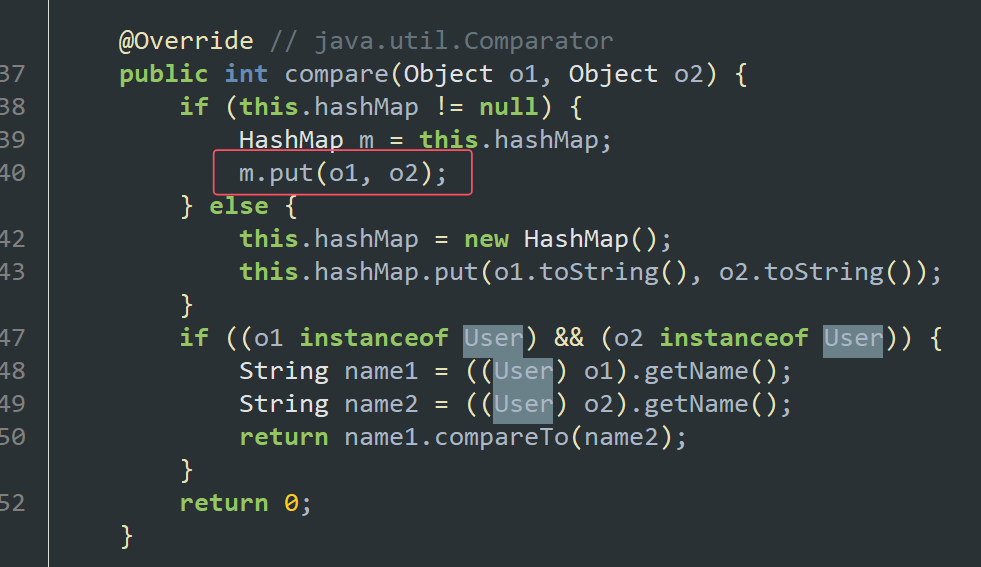 @Override // java.util.Comparator
37 public int compare(Object o1, Object o2) {
38 if (this.hashMap != null) {
39 HashMap m = this.hashMap;
40 m.put(o1, o2);
} else {
42 this.hashMap = new HashMap();
43 this.hashMap.put(o1.toString(), o2.toString());
}
47 if ((o1 instanceof User) && (o2 instanceof User)) {
48 String name1 = ((User) o1).getName();
49 String name2 = ((User) o2).getName();
50 return name1.compareTo(name2);
}
52 return 0;
}